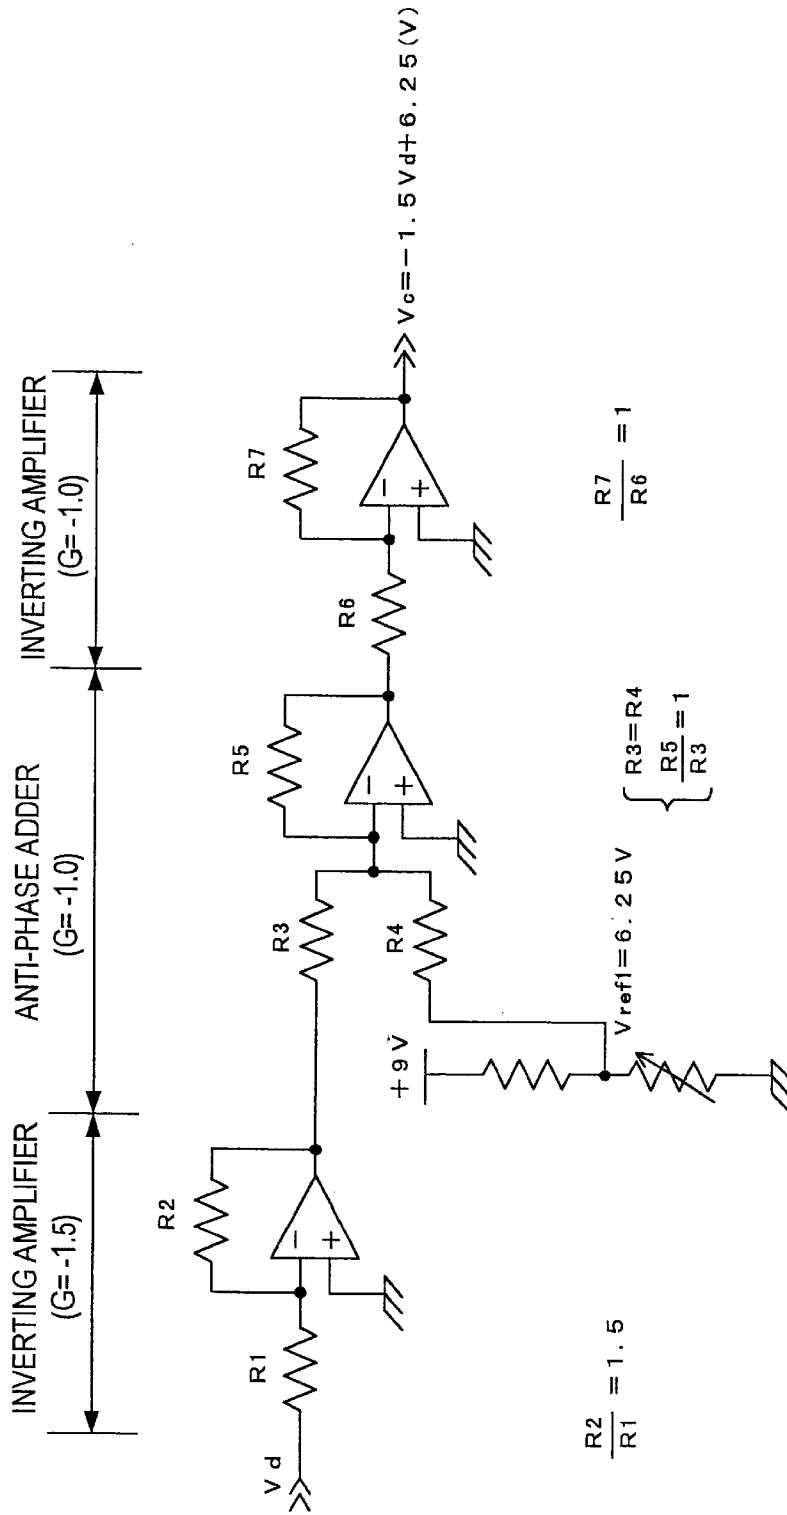 INVERTING AMPLIFIER
(G= -1.5)
ANTI-PHASE ADDER
(G= -1.0)
INVERTING AMPLIFIER
(G= -1.0)
Vd
R1
R2
-
+
R3
R4
+9V
Vref1=6.25V
R5
-
+
R6
R7
-
+
Vc=-1.5Vd+6.25(V)
R2
R1
=1.5
R3=R4
R5
R3
=1
R7
R6
=1